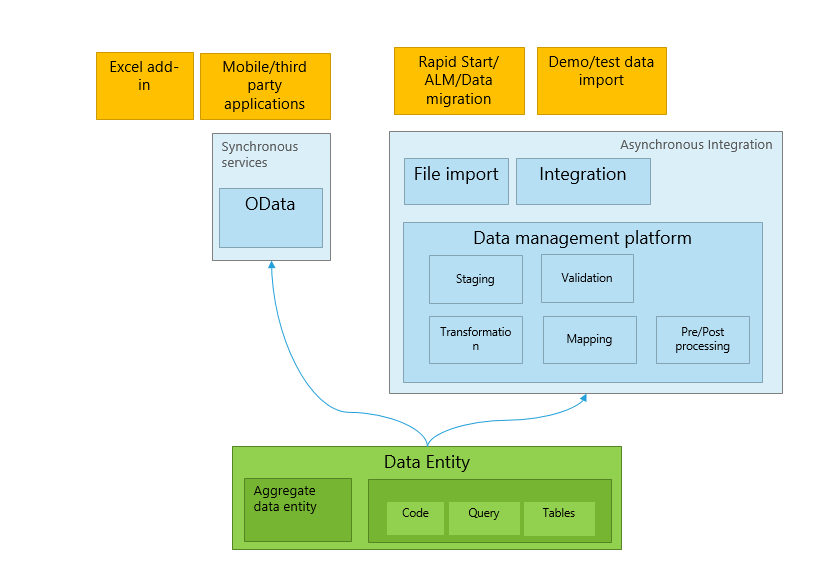 Excel add-
in
Mobile/third
party
applications
Rapid Start/
ALM/Data
migration
Demo/test data
import
Synchronous
services
OData
Asynchronous Integration
File import
Integration
Data management platform
Staging
Validation
Transformatio
n
Mapping
Pre/Post
processing
Data Entity
Aggregate
data entity
Code
Query
Tables